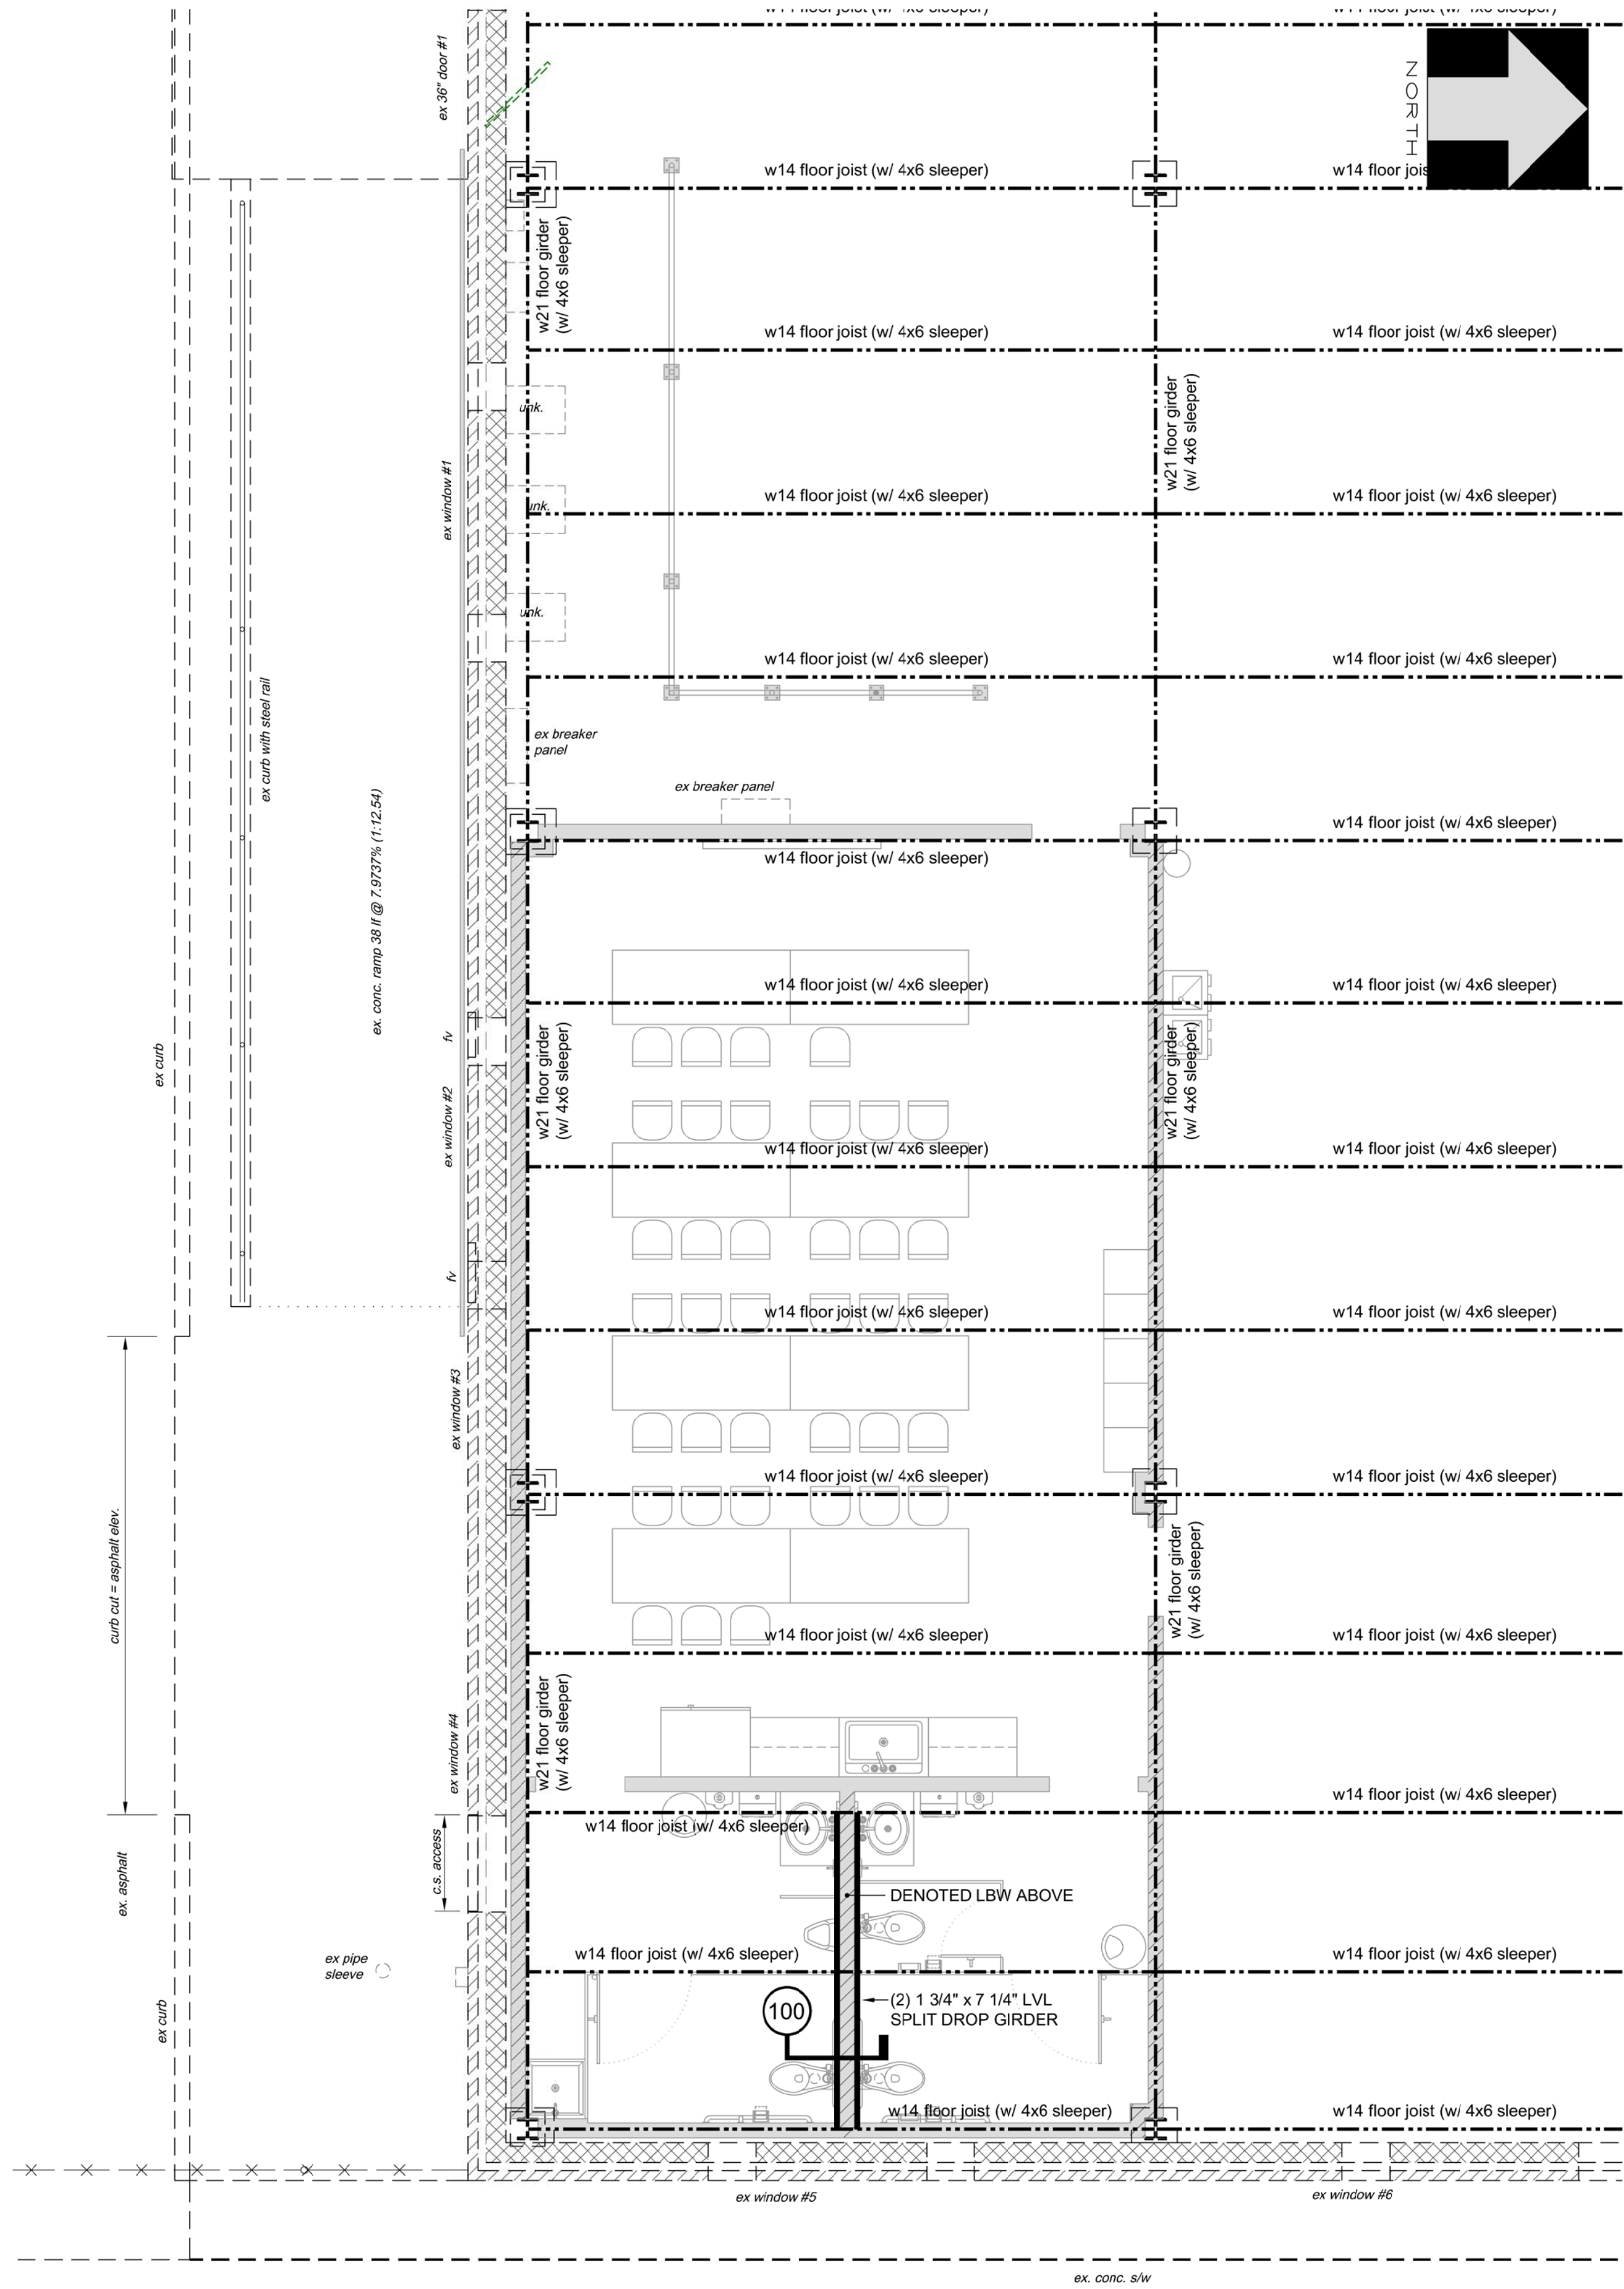 w14 floor joist (w/ 4x6 sleeper)
w14 floor joist (w/ 4x6 sleeper)
ex 36" door #1
NORTH
w14 floor joist (w/ 4x6 sleeper)
w14 floor jois
w21 floor girder
(w/ 4x6 sleeper)
w14 floor joist (w/ 4x6 sleeper)
w14 floor joist (w/ 4x6 sleeper)
unk.
w21 floor girder
(w/ 4x6 sleeper)
ex window #1
w14 floor joist (w/ 4x6 sleeper)
w14 floor joist (w/ 4x6 sleeper)
unk.
unk.
w14 floor joist (w/ 4x6 sleeper)
w14 floor joist (w/ 4x6 sleeper)
ex curb with steel rail
ex breaker
panel
ex breaker panel
w14 floor joist (w/ 4x6 sleeper)
w14 floor joist (w/ 4x6 sleeper)
ex. conc. ramp 38 lf @ 7.9737% (1:12.54)
w14 floor joist (w/ 4x6 sleeper)
w14 floor joist (w/ 4x6 sleeper)
fv
ex curb
w21 floor girder
(w/ 4x6 sleeper)
w21 floor girder
(w/ 4x6 sleeper)
ex window #2
w14 floor joist (w/ 4x6 sleeper)
w14 floor joist (w/ 4x6 sleeper)
fv
w14 floor joist (w/ 4x6 sleeper)
w14 floor joist (w/ 4x6 sleeper)
ex window #3
w14 floor joist (w/ 4x6 sleeper)
w14 floor joist (w/ 4x6 sleeper)
curb cut = asphalt elev.
w21 floor girder
(w/ 4x6 sleeper)
w14 floor joist (w/ 4x6 sleeper)
w14 floor joist (w/ 4x6 sleeper)
w21 floor girder
(w/ 4x6 sleeper)
ex window #4
w14 floor joist (w/ 4x6 sleeper)
w14 floor joist (w/ 4x6 sleeper)
c.s. access
ex. asphalt
DENOTED LBW ABOVE
w14 floor joist (w/ 4x6 sleeper)
w14 floor joist (w/ 4x6 sleeper)
ex pipe
sleeve
(2) 1 3/4" x 7 1/4" LVL
SPLIT DROP GIRDER
100
ex curb
w14 floor joist (w/ 4x6 sleeper)
w14 floor joist (w/ 4x6 sleeper)
ex window #5
ex window #6
ex. conc. s/w